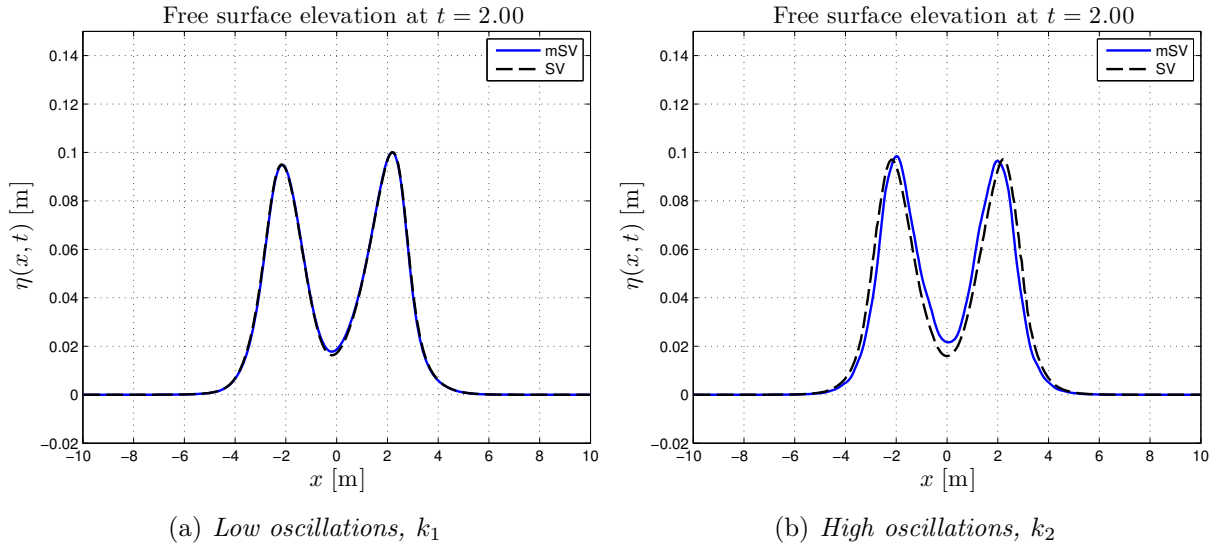 Free surface elevation at t = 2.00
0.14
0.12
0.1
0.08
0.06
0.04
0.02
0
−0.02
η(x, t) [m]
mSV
SV
−10 −8 −6 −4 −2 0 2 4 6 8 10
x [m]
(a) Low oscillations, k₁
Free surface elevation at t = 2.00
0.14
0.12
0.1
0.08
0.06
0.04
0.02
0
−0.02
η(x, t) [m]
mSV
SV
−10 −8 −6 −4 −2 0 2 4 6 8 10
x [m]
(b) High oscillations, k₂